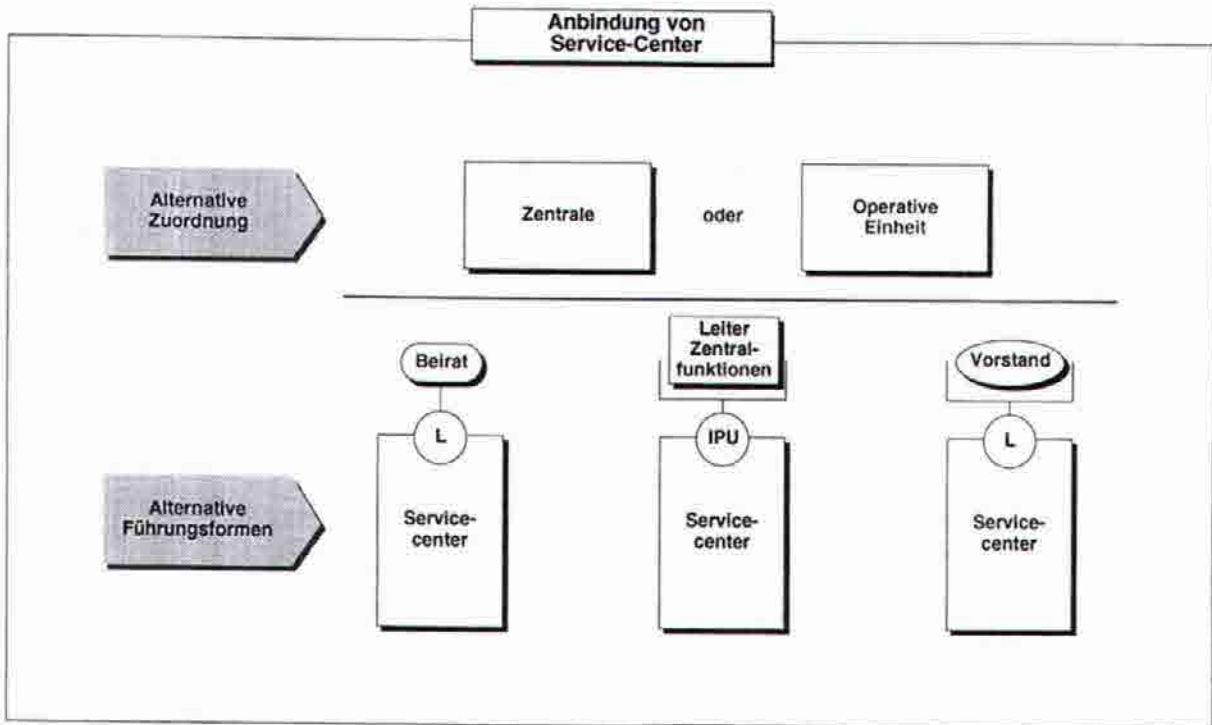 Anbindung von
Service-Center
Alternative
Zuordnung
Zentrale
oder
Operative
Einheit
Alternative
Führungsformen
Beirat
L
Service-
center
Leiter
Zentral-
funktionen
IPU
Service-
center
Vorstand
L
Service-
center